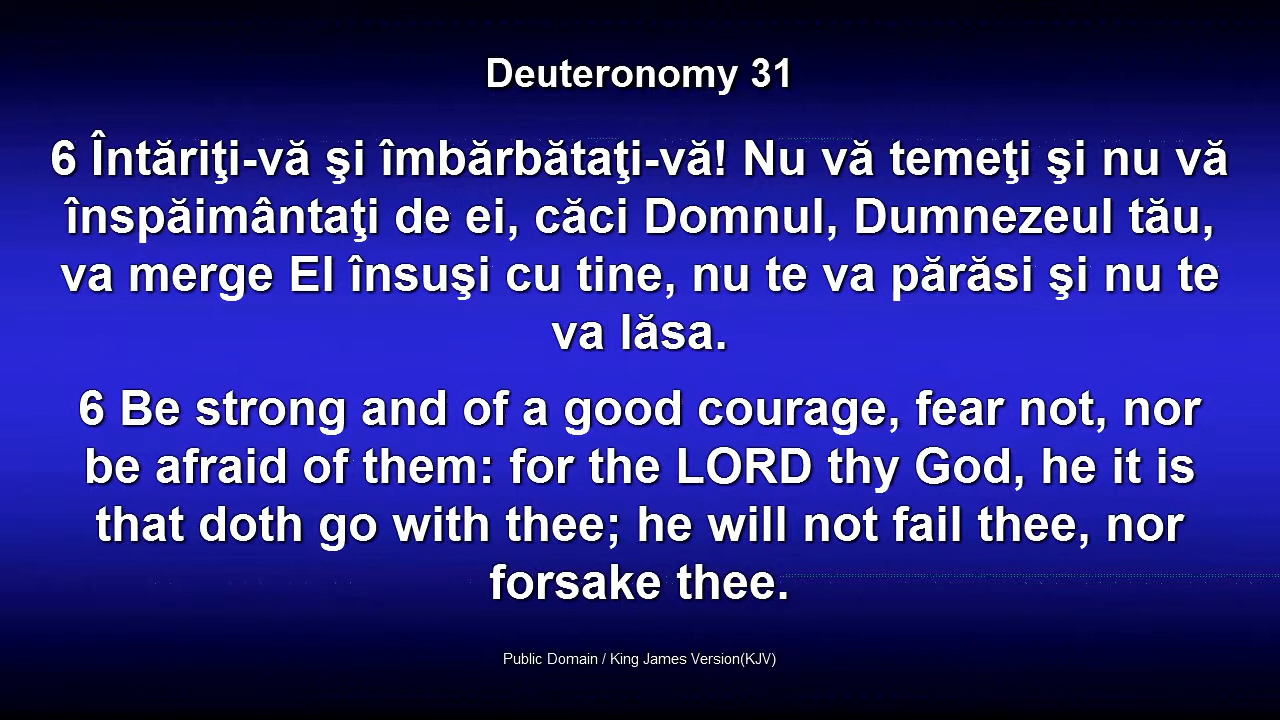 Deuteronomy 31
6 Întăriţi-vă şi îmbărbătaţi-vă! Nu vă temeţi şi nu vă
înspăimântaţi de ei, căci Domnul, Dumnezeul tău,
va merge El însuşi cu tine, nu te va părăsi şi nu te
va lăsa.
6 Be strong and of a good courage, fear not, nor
be afraid of them: for the LORD thy God, he it is
that doth go with thee; he will not fail thee, nor
forsake thee.
Public Domain / King James Version(KJV)